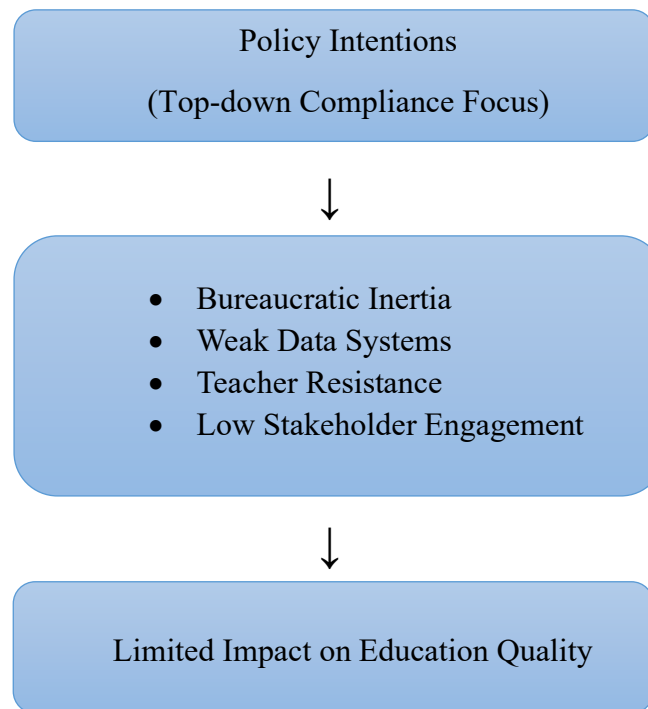 Policy Intentions
(Top-down Compliance Focus)
↓
• Bureaucratic Inertia
• Weak Data Systems
• Teacher Resistance
• Low Stakeholder Engagement
↓
Limited Impact on Education Quality